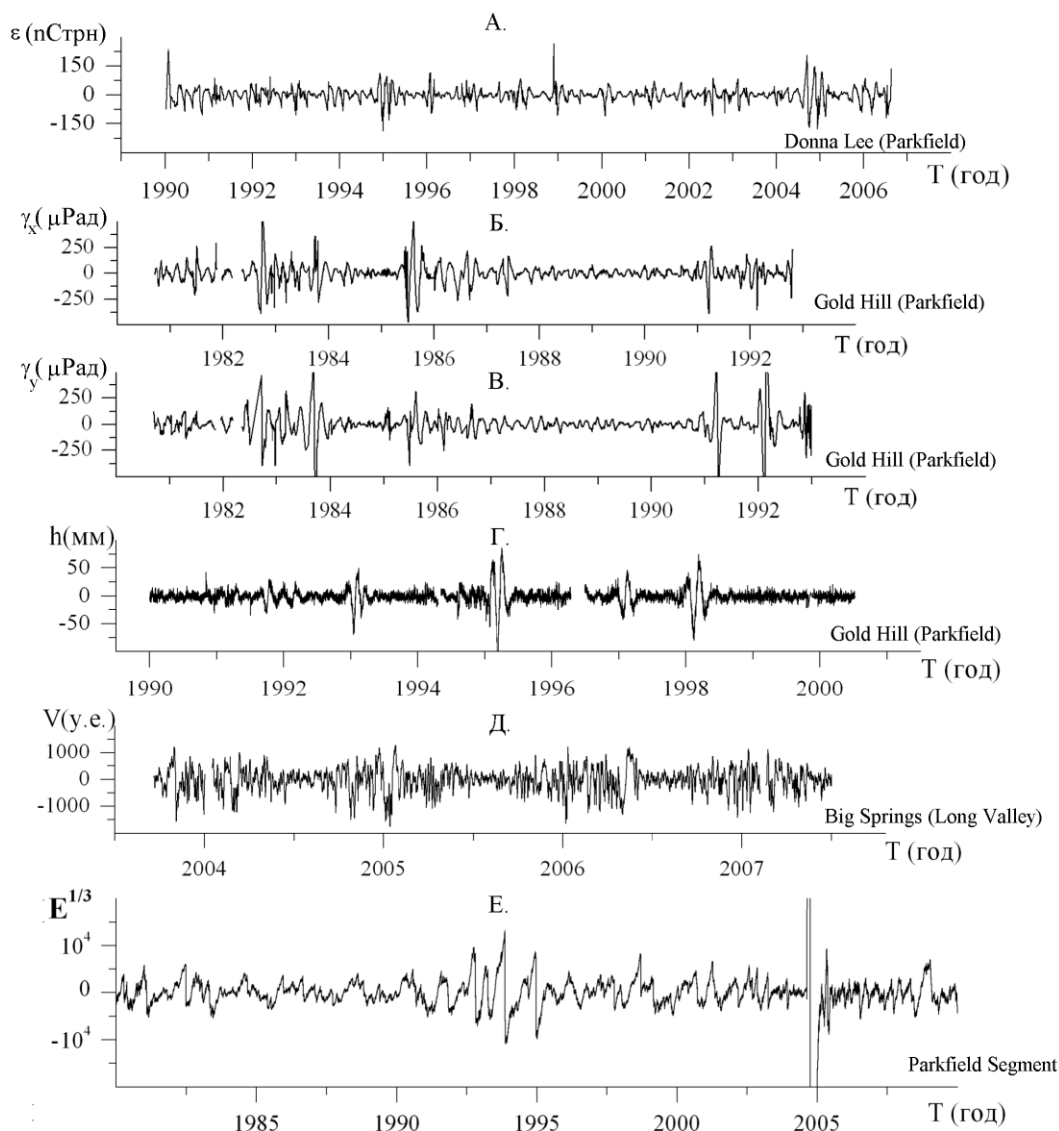 А.
ε (nСтрн)
150
0
-150
Donna Lee (Parkfield)
1990 1992 1994 1996 1998 2000 2002 2004 2006
T (год)
Б.
γx( μРад)
250
0
-250
Gold Hill (Parkfield)
1982 1984 1986 1988 1990 1992
T (год)
В.
γy( μРад)
250
0
-250
Gold Hill (Parkfield)
1982 1984 1986 1988 1990 1992
T (год)
Г.
h(мм)
50
0
-50
Gold Hill (Parkfield)
1990 1992 1994 1996 1998 2000
T (год)
Д.
V(у.е.)
1000
0
-1000
Big Springs (Long Valley)
2004 2005 2006 2007
T (год)
Е.
E^1/3
10^4
0
-10^4
Parkfield Segment
1985 1990 1995 2000 2005
T (год)